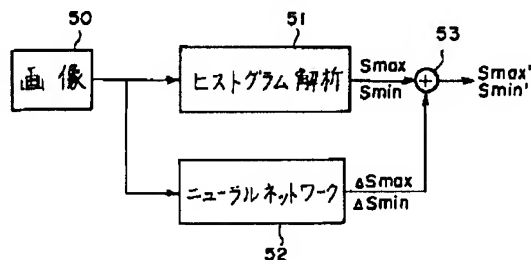 50
画像
51
ヒストグラム解析
Smax
Smin
53
+
Smax'
Smin'
ニューラルネットワーク
52
ΔSmax
ΔSmin